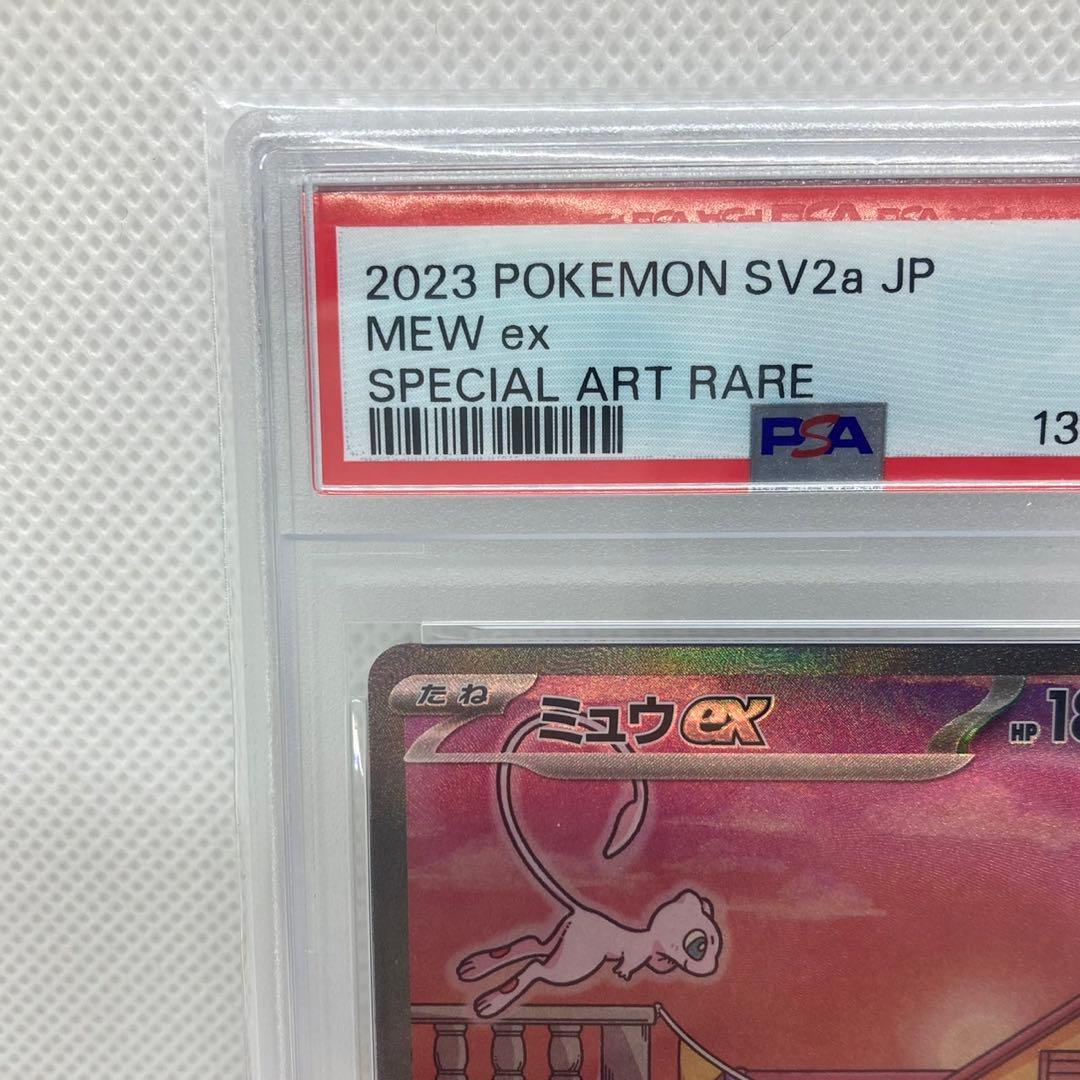 2023 POKEMON SV2a JP
MEW ex
SPECIAL ART RARE
PSA
13
たね
ミュウex
HP 18